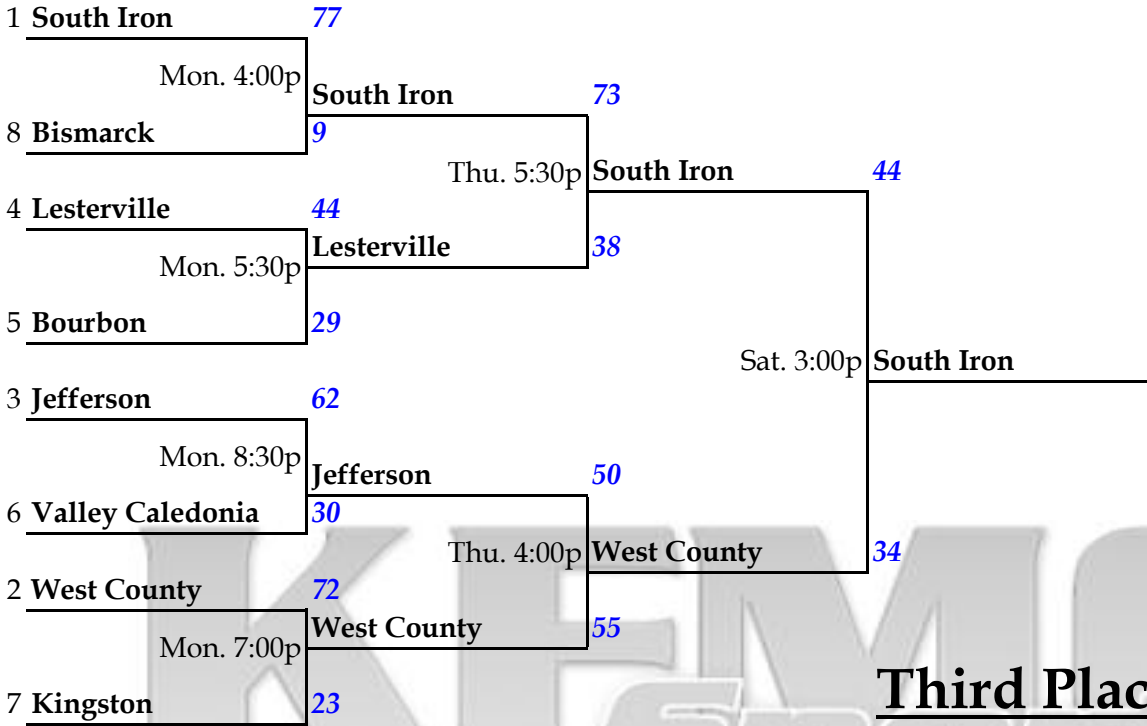 1 South Iron 77
Mon. 4:00p
South Iron 73
8 Bismarck 9
Thu. 5:30p South Iron 44
4 Lesterville 44
Lesterville 38
Mon. 5:30p
5 Bourbon 29
Sat. 3:00p South Iron
3 Jefferson 62
Mon. 8:30p
Jefferson 50
6 Valley Caledonia 30
Thu. 4:00p West County 34
2 West County 72
West County 55
Mon. 7:00p
Third Plac
7 Kingston 23